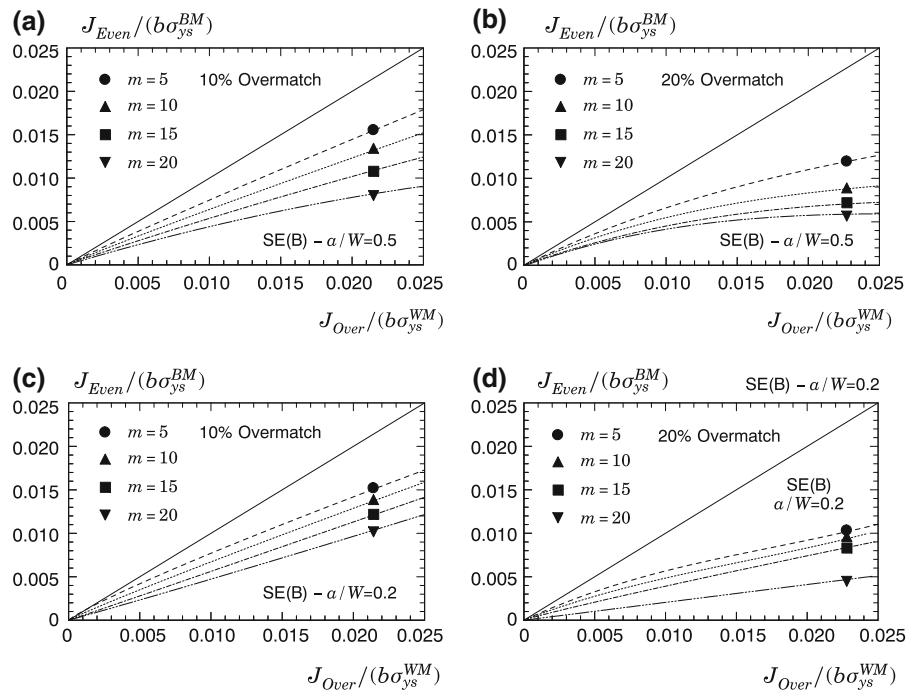 (a)
J_Even/(bσ_ys^BM)
0.025
0.020
0.015
0.010
0.005
0
m = 5
m = 10
m = 15
m = 20
10% Overmatch
SE(B) – a/W=0.5
0 0.005 0.010 0.015 0.020 0.025
J_Over/(bσ_ys^WM)
(b)
J_Even/(bσ_ys^BM)
0.025
0.020
0.015
0.010
0.005
0
m = 5
m = 10
m = 15
m = 20
20% Overmatch
SE(B) – a/W=0.5
0 0.005 0.010 0.015 0.020 0.025
J_Over/(bσ_ys^WM)
(c)
J_Even/(bσ_ys^BM)
0.025
0.020
0.015
0.010
0.005
0
m = 5
m = 10
m = 15
m = 20
10% Overmatch
SE(B) – a/W=0.2
0 0.005 0.010 0.015 0.020 0.025
J_Over/(bσ_ys^WM)
(d)
J_Even/(bσ_ys^BM)
SE(B) – a/W=0.2
0.025
0.020
0.015
0.010
0.005
0
m = 5
m = 10
m = 15
m = 20
20% Overmatch
SE(B)
a/W=0.2
0 0.005 0.010 0.015 0.020 0.025
J_Over/(bσ_ys^WM)